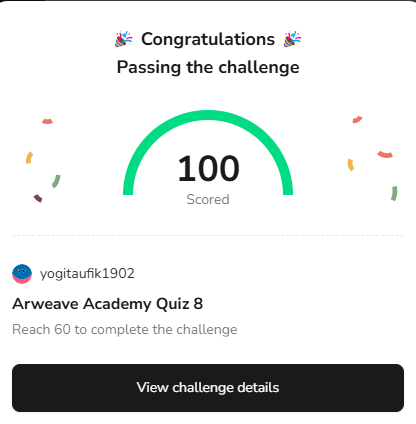 🎉 Congratulations 🎉
Passing the challenge
100
Scored
yogitaufik1902
Arweave Academy Quiz 8
Reach 60 to complete the challenge
View challenge details